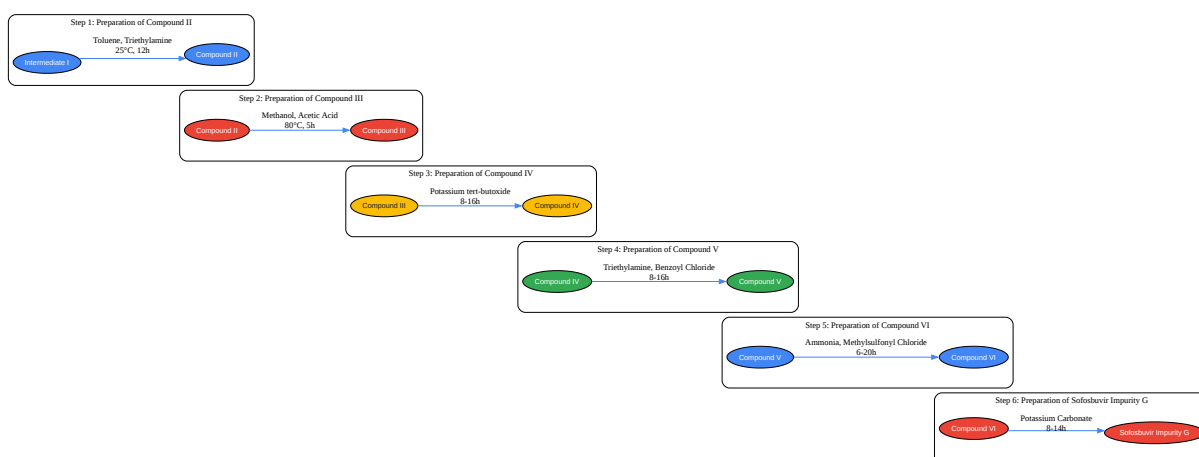 Step 1: Preparation of Compound II
Toluene, Triethylamine
25°C, 12h
Intermediate I
Compound II
Step 2: Preparation of Compound III
Methanol, Acetic Acid
80°C, 5h
Compound II
Compound III
Step 3: Preparation of Compound IV
Potassium tert-butoxide
8-16h
Compound III
Compound IV
Step 4: Preparation of Compound V
Triethylamine, Benzoyl Chloride
8-16h
Compound IV
Compound V
Step 5: Preparation of Compound VI
Ammonia, Methylsulfonyl Chloride
6-20h
Compound V
Compound VI
Step 6: Preparation of Sofosbuvir Impurity G
Potassium Carbonate
8-14h
Compound VI
Sofosbuvir Impurity G